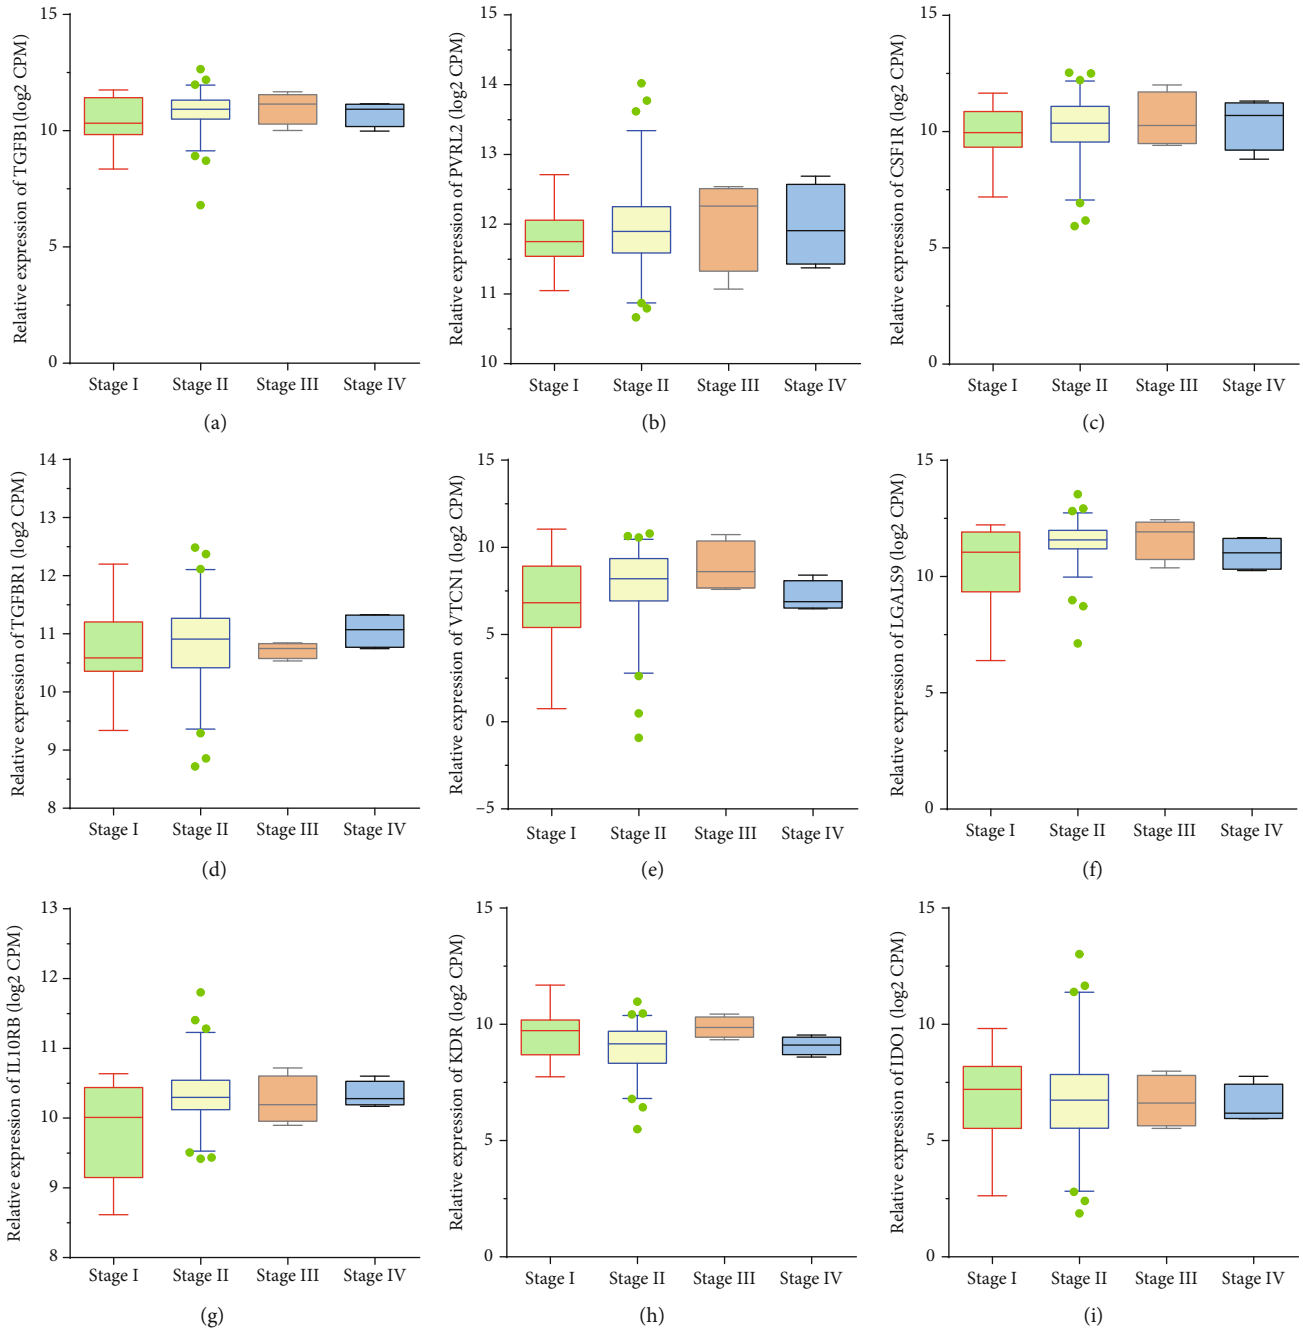 Relative expression of TGFB1(log2 CPM)
15
10
5
0
Stage I Stage II Stage III Stage IV
(a)
Relative expression of PVRL2 (log2 CPM)
15
14
13
12
11
10
Stage I Stage II Stage III Stage IV
(b)
Relative expression of CSF1R (log2 CPM)
15
10
5
0
Stage I Stage II Stage III Stage IV
(c)
Relative expression of TGFBR1 (log2 CPM)
14
13
12
11
10
9
8
Stage I Stage II Stage III Stage IV
(d)
Relative expression of VTCN1 (log2 CPM)
15
10
5
0
−5
Stage I Stage II Stage III Stage IV
(e)
Relative expression of LGALS9 (log2 CPM)
15
10
5
0
Stage I Stage II Stage III Stage IV
(f)
Relative expression of IL10RB (log2 CPM)
13
12
11
10
9
8
Stage I Stage II Stage III Stage IV
(g)
Relative expression of KDR (log2 CPM)
15
10
5
0
Stage I Stage II Stage III Stage IV
(h)
Relative expression of IDO1 (log2 CPM)
15
10
5
0
Stage I Stage II Stage III Stage IV
(i)